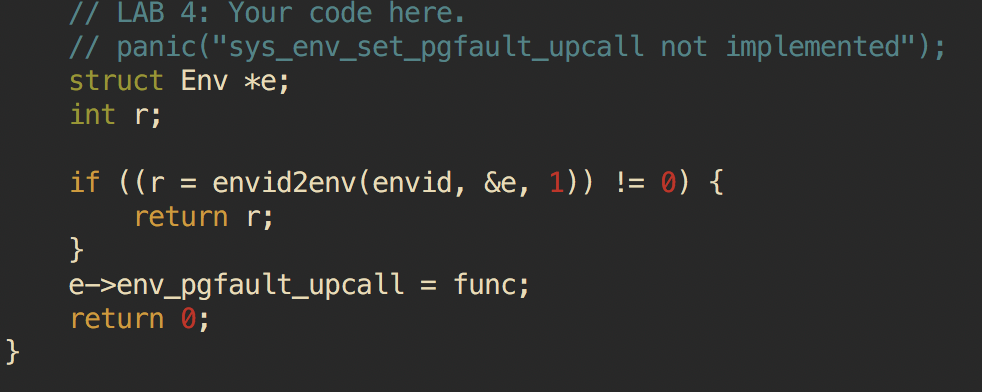 // LAB 4: Your code here.
// panic("sys_env_set_pgfault_upcall not implemented");
struct Env *e;
int r;
if ((r = envid2env(envid, &e, 1)) != 0) {
return r;
}
e->env_pgfault_upcall = func;
return 0;
}